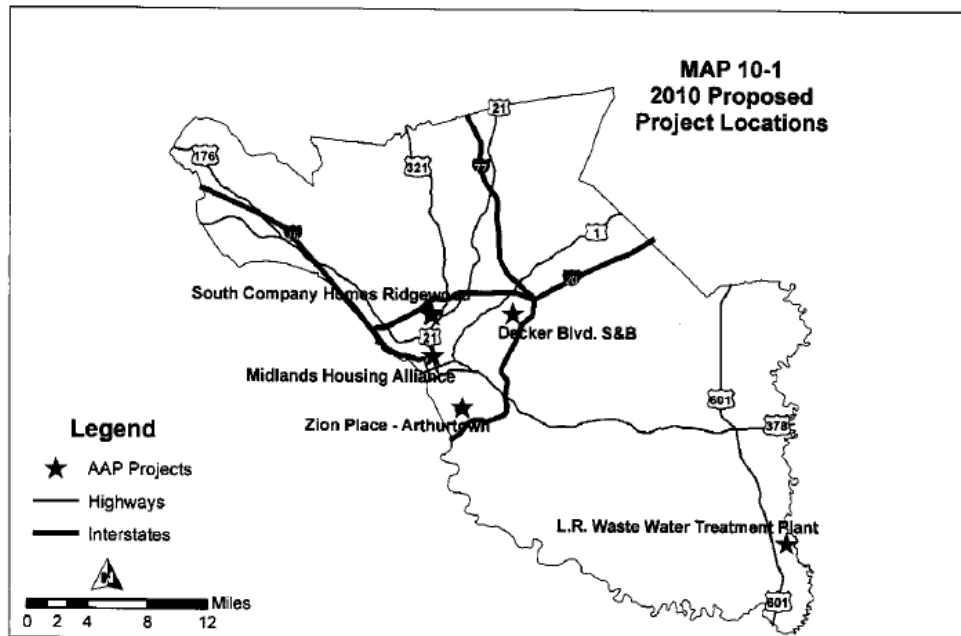 MAP 10-1
2010 Proposed
Project Locations
21
176
321
77
1
20
South Company Homes Ridgewood
Decker Blvd. S&B
21
Midlands Housing Alliance
601
Zion Place - Arthurtown
378
Legend
AAP Projects
Highways
Interstates
L.R. Waste Water Treatment Plant
N
Miles
0 2 4 8 12
601